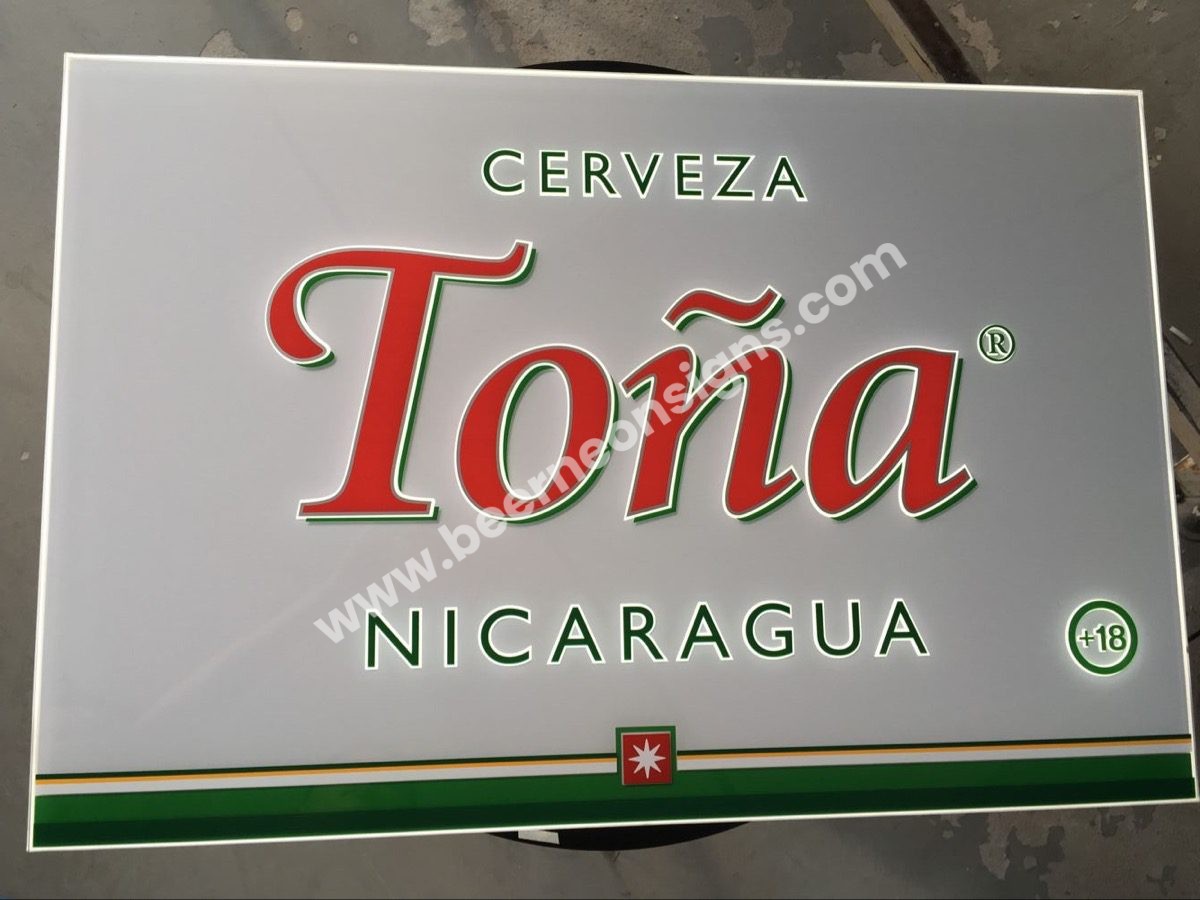 CERVEZA
Toña®
www.beerneonsigns.com
NICARAGUA
+18